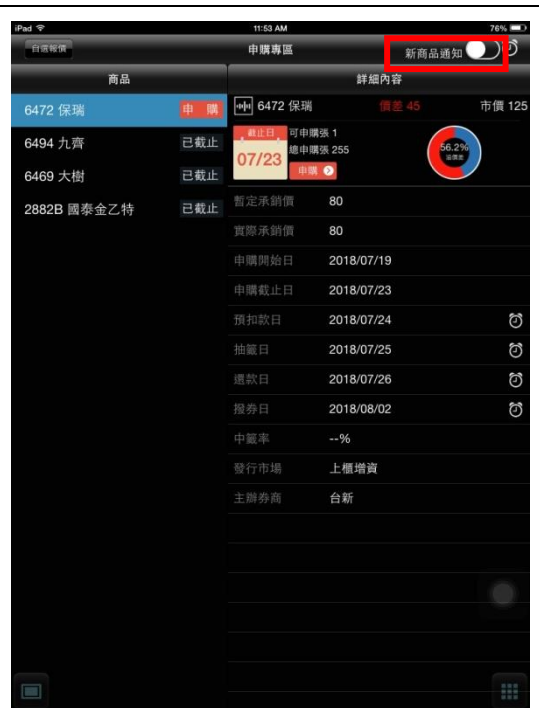 iPad 11:53 AM 76%
自選報價 申購專區 新商品通知
商品 詳細內容
6472 保瑞 申 購
6494 九齊 已截止
6469 大樹 已截止
2882B 國泰金乙特 已截止
6472 保瑞 價差 45 市價 125
截止日 可申購張 1
07/23 總申購張 255
申購
56.2%
溢價差
暫定承銷價 80
實際承銷價 80
申購開始日 2018/07/19
申購截止日 2018/07/23
預扣款日 2018/07/24
抽籤日 2018/07/25
還款日 2018/07/26
撥券日 2018/08/02
中籤率 --%
發行市場 上櫃增資
主辦券商 台新